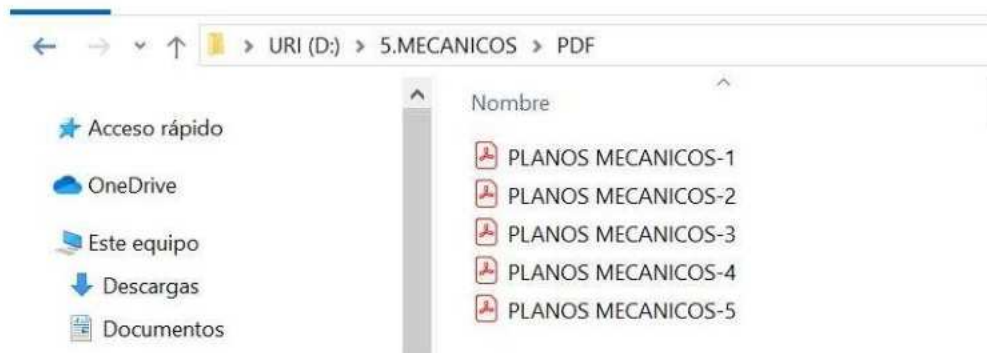 URI (D:) > 5.MECANICOS > PDF
Acceso rápido
OneDrive
Este equipo
Descargas
Documentos
Nombre
PLANOS MECANICOS-1
PLANOS MECANICOS-2
PLANOS MECANICOS-3
PLANOS MECANICOS-4
PLANOS MECANICOS-5